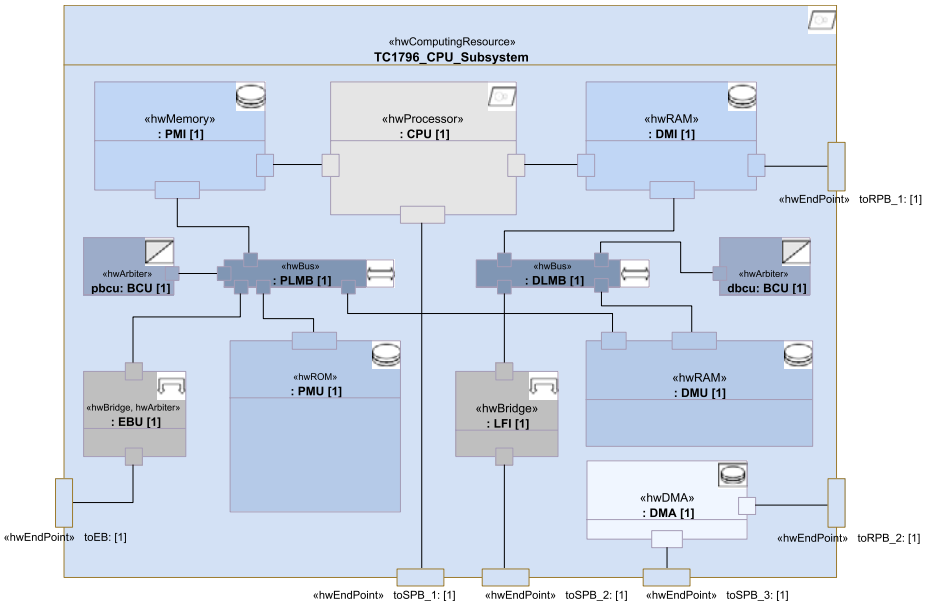 «hwComputingResource»
TC1796_CPU_Subsystem
«hwMemory»
: PMI [1]
«hwProcessor»
: CPU [1]
«hwRAM»
: DMI [1]
«hwEndPoint» toRPB_1: [1]
«hwArbiter»
pbcu: BCU [1]
«hwBus»
: PLMB [1]
«hwBus»
: DLMB [1]
«hwArbiter»
dbcu: BCU [1]
«hwBridge, hwArbiter»
: EBU [1]
«hwROM»
: PMU [1]
«hwBridge»
: LFI [1]
«hwRAM»
: DMU [1]
«hwDMA»
: DMA [1]
«hwEndPoint» toEB: [1]
«hwEndPoint» toRPB_2: [1]
«hwEndPoint» toSPB_1: [1]
«hwEndPoint» toSPB_2: [1]
«hwEndPoint» toSPB_3: [1]